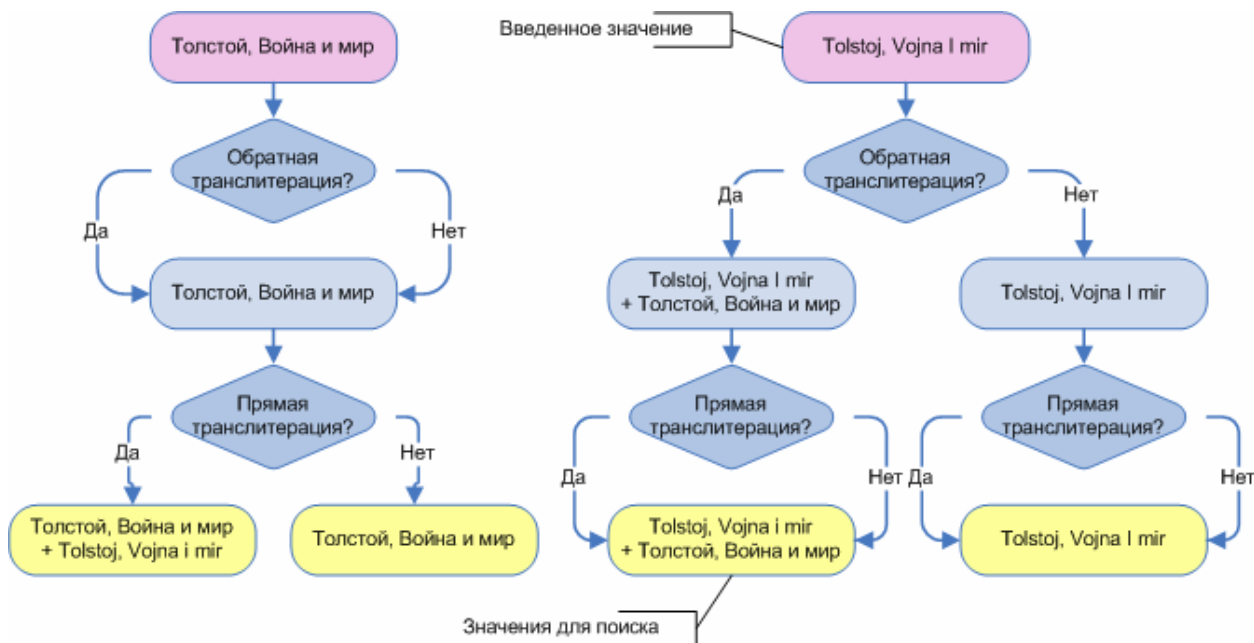 Толстой, Война и мир
Введенное значение
Tolstoj, Vojna I mir
Обратная
транслитерация?
Да
Нет
Обратная
транслитерация?
Да
Нет
Толстой, Война и мир
Tolstoj, Vojna I mir
+ Толстой, Война и мир
Tolstoj, Vojna I mir
Прямая
транслитерация?
Да
Нет
Прямая
транслитерация?
Да
Нет
Прямая
транслитерация?
Да
Нет
Толстой, Война и мир
+ Tolstoj, Vojna i mir
Толстой, Война и мир
Tolstoj, Vojna i mir
+ Толстой, Война и мир
Tolstoj, Vojna I mir
Значения для поиска